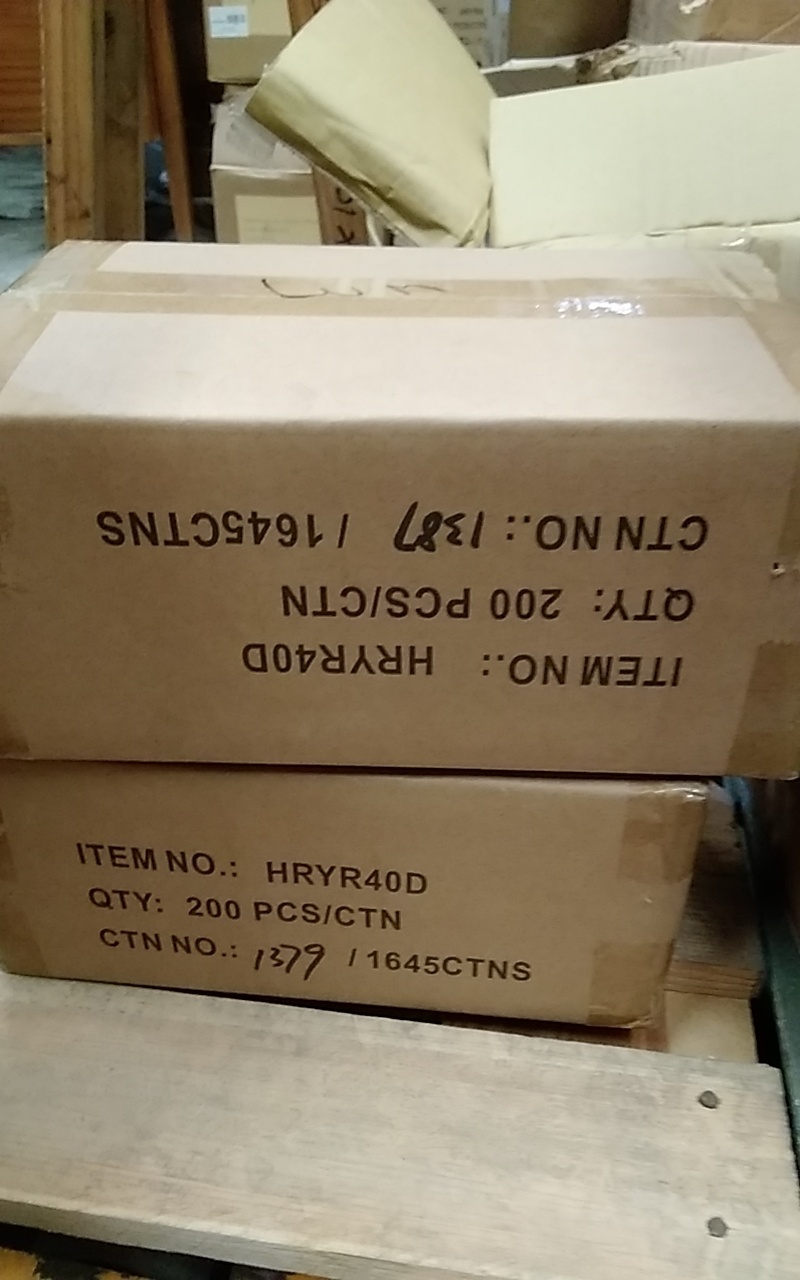 CTN NO.: 1387 / 1645CTNS
QTY: 200 PCS/CTN
ITEM NO.: HRYR40D
ITEM NO.: HRYR40D
QTY: 200 PCS/CTN
CTN NO.: 1379 / 1645CTNS